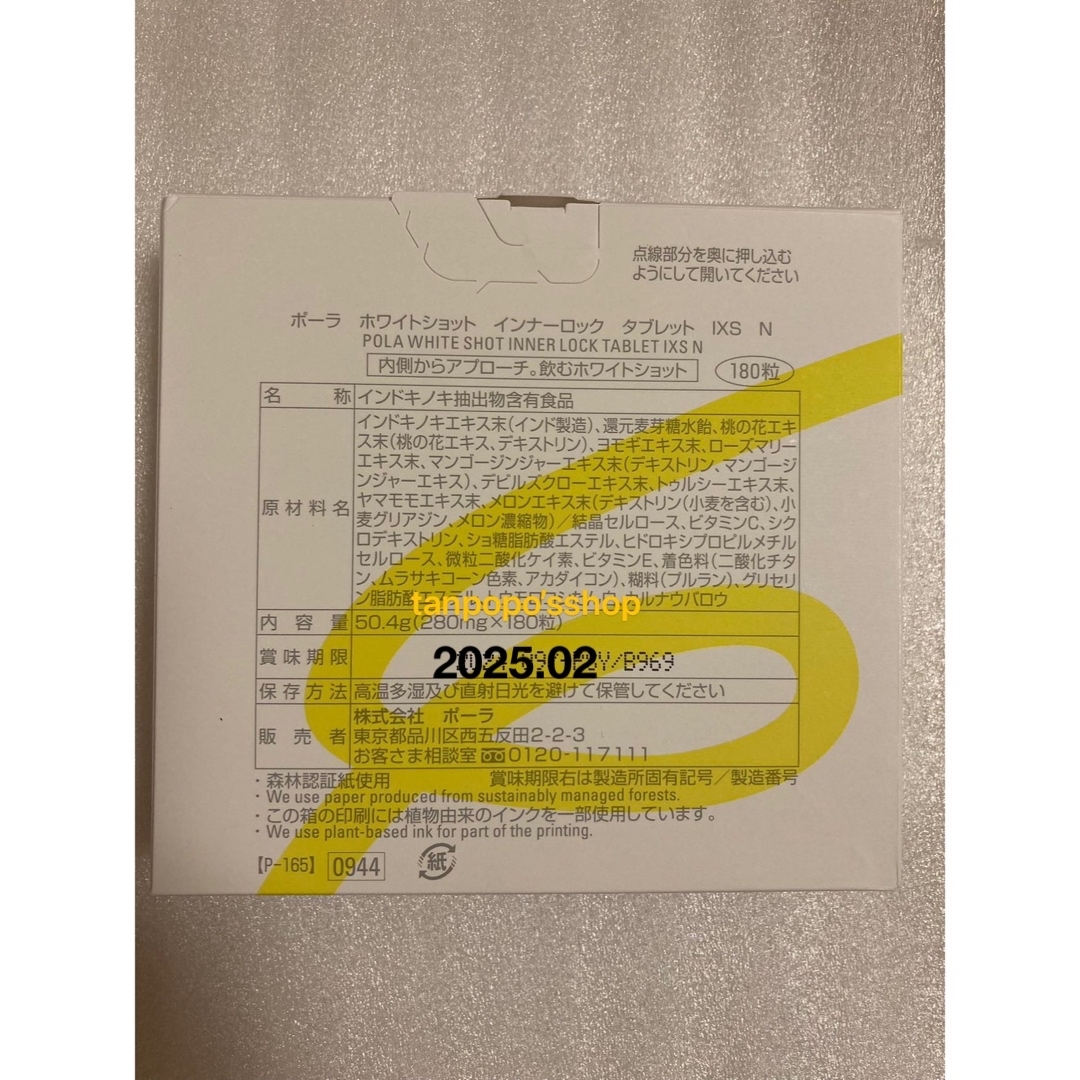 点線部分を奥に押し込む
ようにして開いてください
ポーラ ホワイトショット インナーロック タブレット IXS N
POLA WHITE SHOT INNER LOCK TABLET IXS N
内側からアプローチ。飲むホワイトショット 180粒
名称 インドキノキ抽出物含有食品
原材料名 インドキノキエキス末(インド製造)、還元麦芽糖水飴、桃の花エキ
ス末(桃の花エキス、デキストリン)、ヨモギエキス末、ローズマリー
エキス末、マンゴージンジャーエキス末(デキストリン、マンゴージ
ンジャーエキス)、デビルズクローエキス末、トゥルシーエキス末、
ヤマモモエキス末、メロンエキス末(デキストリン(小麦を含む)、小
麦グリアジン、メロン濃縮物)/結晶セルロース、ビタミンC、シク
ロデキストリン、ショ糖脂肪酸エステル、ヒドロキシプロピルメチル
セルロース、微粒二酸化ケイ素、ビタミンE、着色料(二酸化チタ
ン、ムラサキコーン色素、アカダイコン)、糊料(プルラン)、グリセリ
ン脂肪酸エステル、カルナウバロウ
tanpopo'sshop
内容量 50.4g(280mg×180粒)
賞味期限 2025.02 Y/B969
保存方法 高温多湿及び直射日光を避けて保管してください
販売者 株式会社 ポーラ
東京都品川区西五反田2-2-3
お客さま相談室 0120-117111
・森林認証紙使用 賞味期限右は製造所固有記号/製造番号
・We use paper produced from sustainably managed forests.
・この箱の印刷には植物由来のインクを一部使用しています。
・We use plant-based ink for part of the printing.
【P-165】 0944 紙